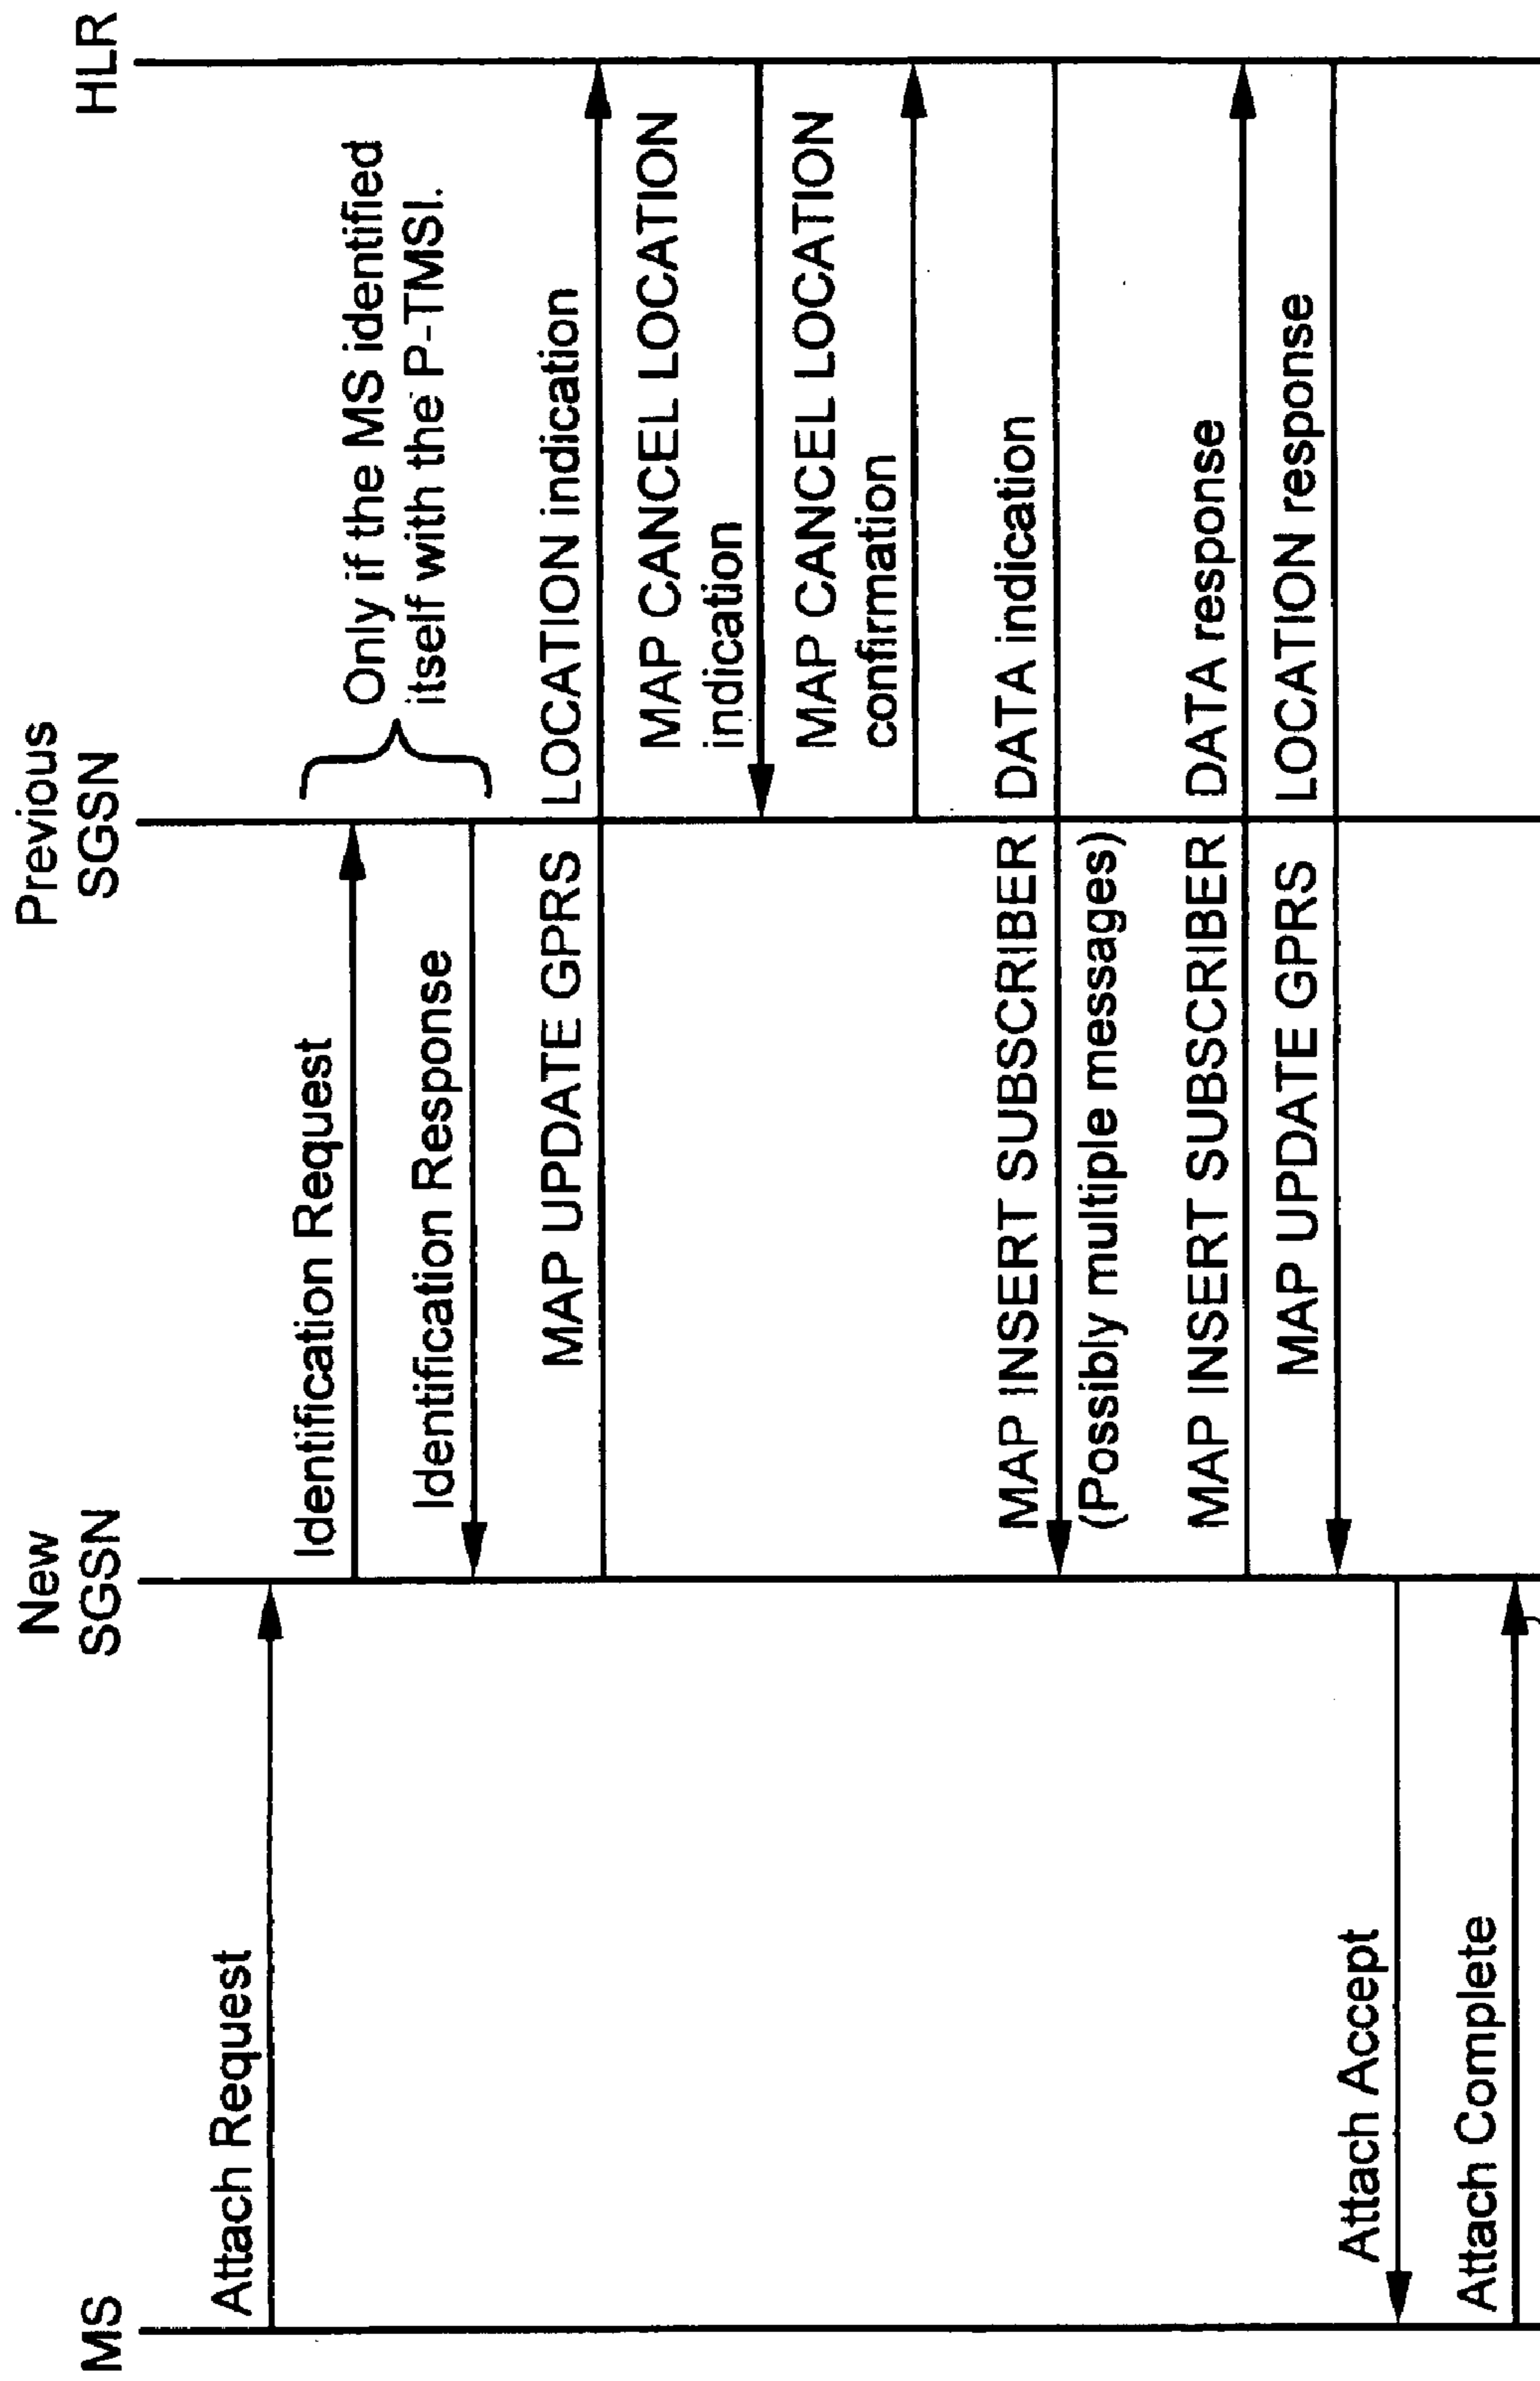 MS
New
SGSN
Previous
SGSN
HLR
Attach Request
Identification Request
Only if the MS identified
itself with the P-TMSI.
Identification Response
MAP UPDATE GPRS LOCATION indication
MAP CANCEL LOCATION
indication
MAP CANCEL LOCATION
confirmation
MAP INSERT SUBSCRIBER DATA indication
(Possibly multiple messages)
MAP INSERT SUBSCRIBER DATA response
MAP UPDATE GPRS LOCATION response
Attach Accept
Attach Complete